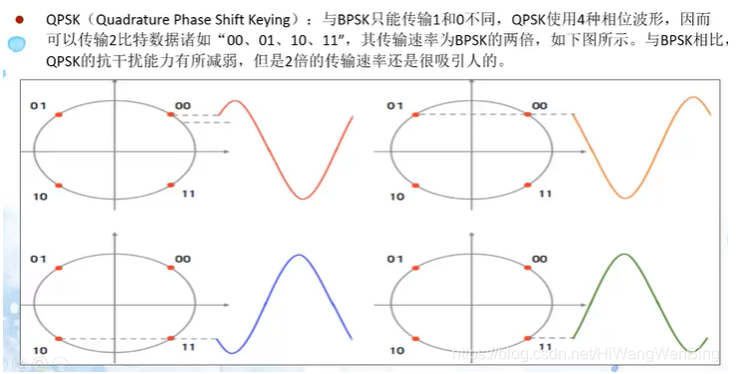 QPSK（Quadrature Phase Shift Keying）：与BPSK只能传输1和0不同，QPSK使用4种相位波形，因而
可以传输2比特数据诸如“00、01、10、11”，其传输速率为BPSK的两倍，如下图所示。与BPSK相比，
QPSK的抗干扰能力有所减弱，但是2倍的传输速率还是很吸引人的。
01 00
10 11
01 00
10 11
01 00
10 11
01 00
10 11
https://blog.csdn.net/HiWangWenBing